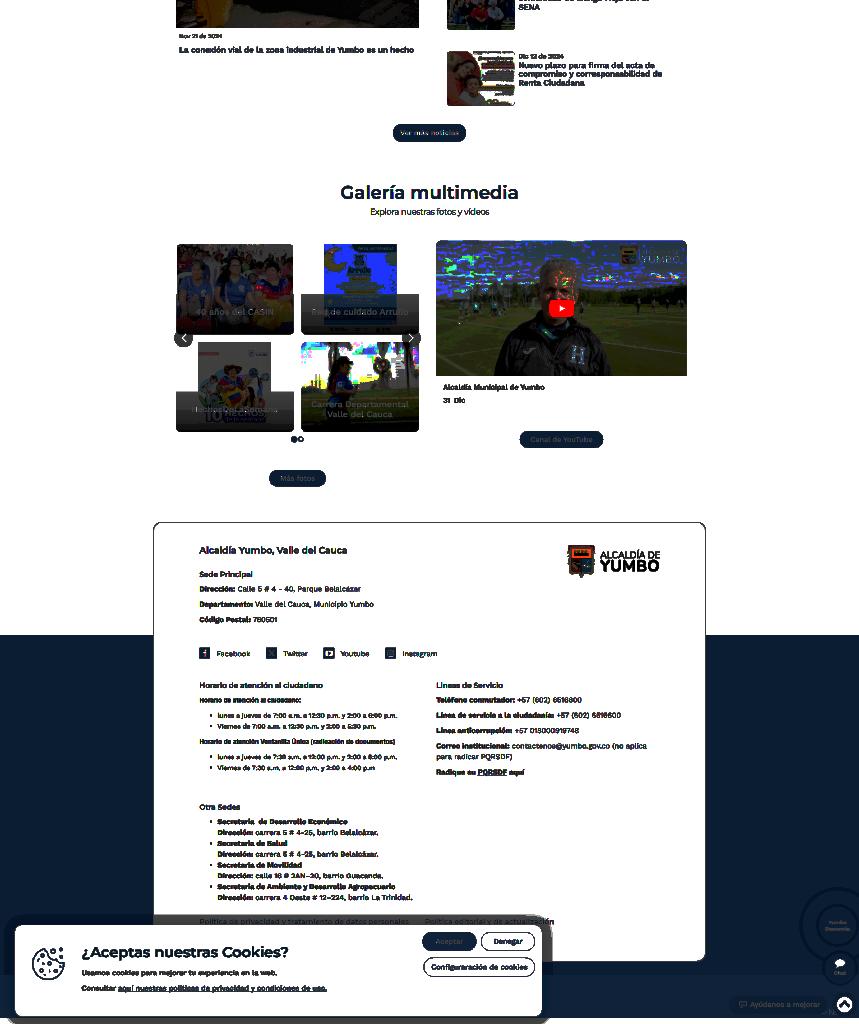 SENA
Nov 21 de 2024
La conexión vial de la zona industrial de Yumbo es un hecho
Dic 12 de 2024
Nuevo plazo para firma del acta de
compromiso y corresponsabilidad de
Renta Ciudadana
Ver más noticias
Galería multimedia
Explora nuestras fotos y vídeos
40 años del CASIN
Red de cuidado Arrullo
Carrera Departamental
Valle del Cauca
YUMBO
Alcaldía Municipal de Yumbo
31 Dic
Más fotos
Canal de YouTube
Alcaldía Yumbo, Valle del Cauca
ALCALDÍA DE
YUMBO
Sede Principal
Dirección: Calle 5 # 4 - 40, Parque Belalcázar
Departamento: Valle del Cauca, Municipio Yumbo
Código Postal: 760501
Facebook
Twitter
Youtube
Instagram
Horario de atención al ciudadano
Horario de atención al ciudadano:
lunes a jueves de 7:00 a.m. a 12:30 p.m. y 2:00 a 6:00 p.m.
Viernes de 7:00 a.m. a 12:30 p.m. y 2:00 a 5:30 p.m.
Horario de atención Ventanilla Única (radicación de documentos)
lunes a jueves de 7:30 a.m. a 12:00 p.m. y 2:00 a 5:00 p.m.
Viernes de 7:30 a.m. a 12:00 p.m. y 2:00 a 4:00 p.m
Líneas de Servicio
Teléfono conmutador: +57 (602) 6516600
Línea de servicio a la ciudadanía: +57 (602) 6516600
Línea anticorrupción: +57 018000919748
Correo institucional: contactenos@yumbo.gov.co (no aplica
para radicar PQRSDF)
Radique su PQRSDF aquí
Otra Sedes
Secretaría de Desarrollo Económico
Dirección: carrera 5 # 4-25, barrio Belalcázar.
Secretaría de Salud
Dirección: carrera 5 # 4-25, barrio Belalcázar.
Secretaría de Movilidad
Dirección: calle 16 # 2AN-20, barrio Guacanda.
Secretaría de Ambiente y Desarrollo Agropecuario
Dirección: carrera 4 Oeste # 12-224, barrio La Trinidad.
Política de privacidad y tratamiento de datos personales
Política editorial y de actualización
¿Aceptas nuestras Cookies?
Usamos cookies para mejorar tu experiencia en la web.
Consultar aquí nuestras políticas de privacidad y condiciones de uso.
Aceptar
Denegar
Configuraración de cookies
Chat
Ayúdanos a mejorar